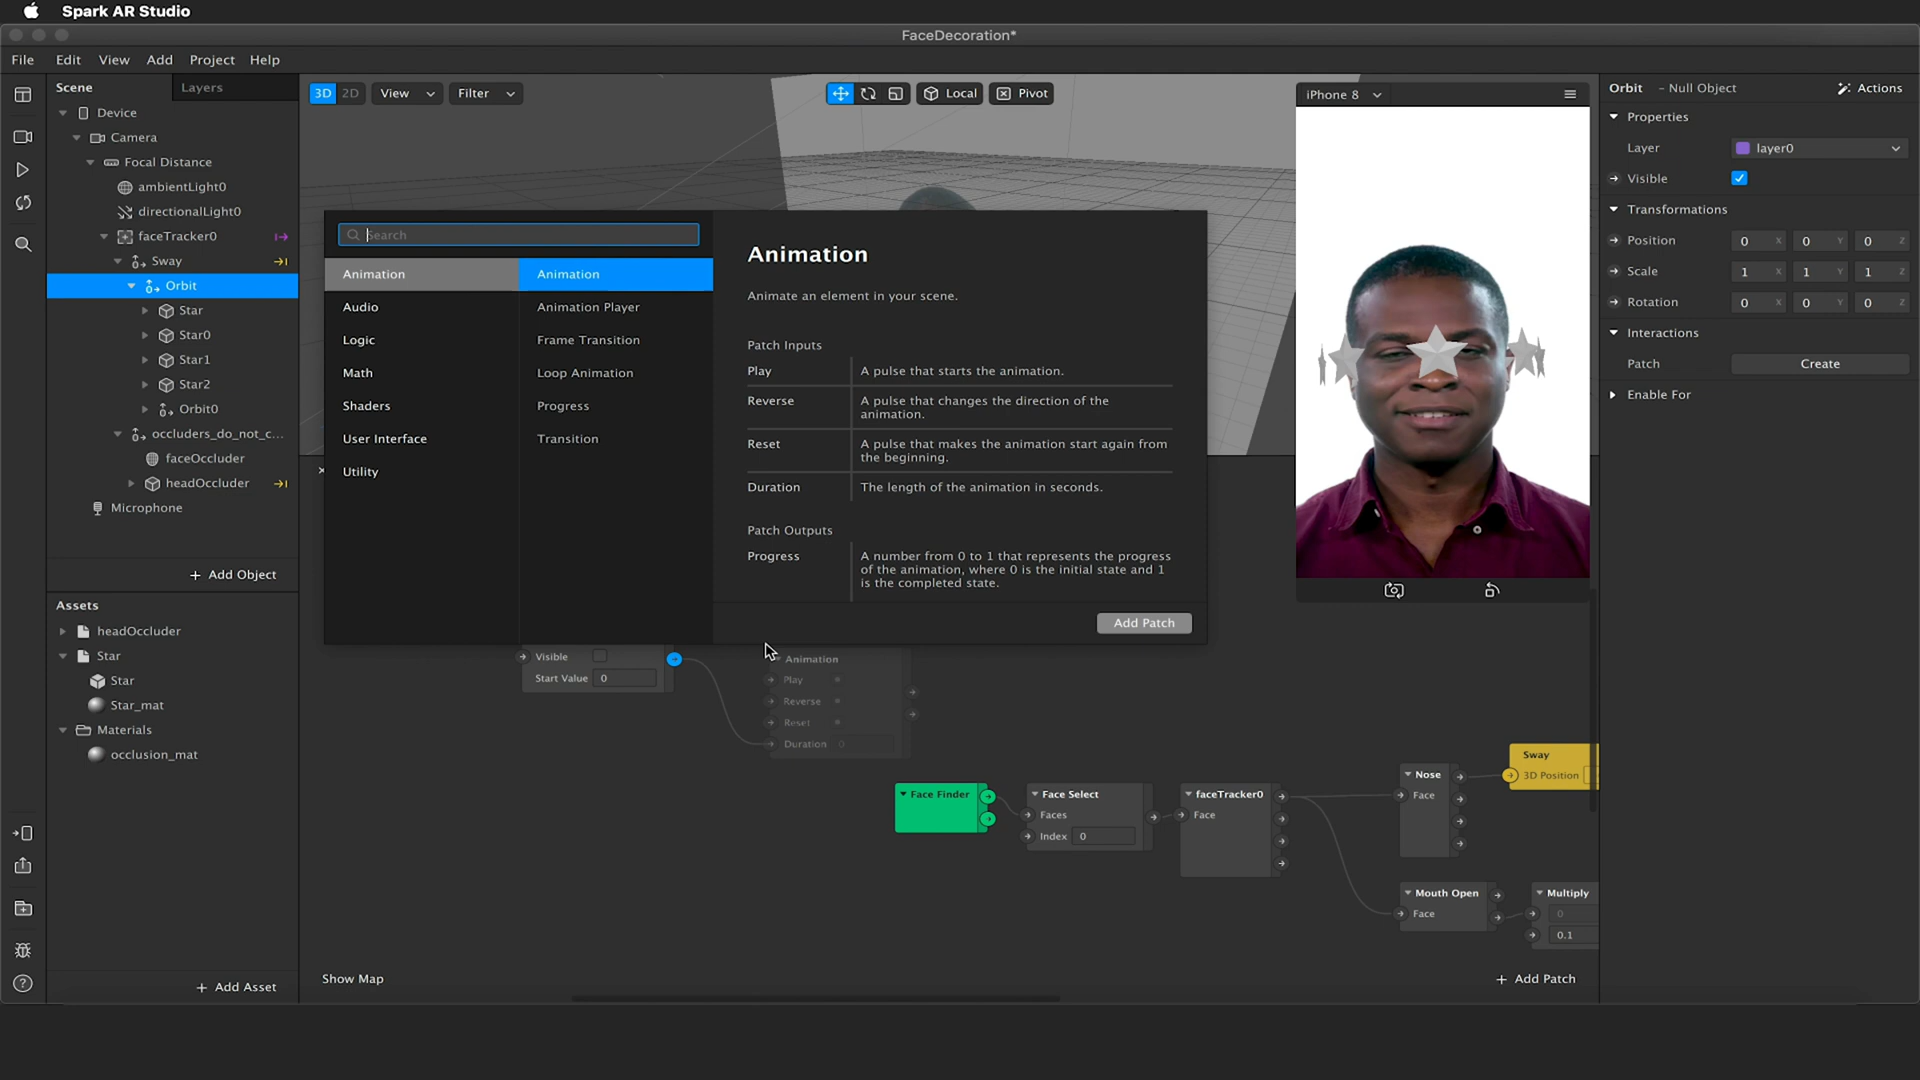 Spark AR Studio
FaceDecoration*
File Edit View Add Project Help
Scene Layers
Device
Camera
Focal Distance
ambientLight0
directionalLight0
faceTracker0
Sway
Orbit
Star
Star0
Star1
Star2
Orbit0
occluders_do_not_c...
faceOccluder
headOccluder
Microphone
+ Add Object
Assets
headOccluder
Star
Star
Star_mat
Materials
occlusion_mat
+ Add Asset
3D 2D View Filter Local Pivot
Search
Animation
Audio
Logic
Math
Shaders
User Interface
Utility
Animation
Animation Player
Frame Transition
Loop Animation
Progress
Transition
Animation
Animate an element in your scene.
Patch Inputs
Play A pulse that starts the animation.
Reverse A pulse that changes the direction of the
animation.
Reset A pulse that makes the animation start again from
the beginning.
Duration The length of the animation in seconds.
Patch Outputs
Progress A number from 0 to 1 that represents the progress
of the animation, where 0 is the initial state and 1
is the completed state.
Add Patch
Visible
Start Value 0
Animation
Play
Reverse
Reset
Duration 0
Face Finder
Face Select
Faces
Index 0
faceTracker0
Face
Nose
Face
Sway
3D Position
Mouth Open
Face
Multiply
0
0.1
Show Map
+ Add Patch
iPhone 8
Orbit - Null Object Actions
Properties
Layer layer0
Visible
Transformations
Position 0 X 0 Y 0 Z
Scale 1 X 1 Y 1 Z
Rotation 0 X 0 Y 0 Z
Interactions
Patch Create
Enable For